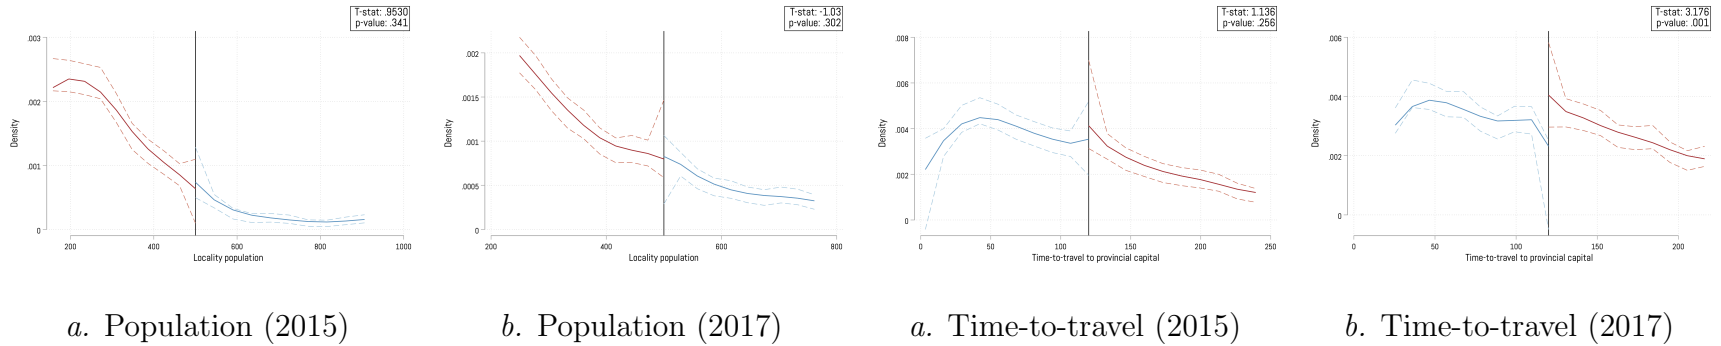 T-stat: .9530
p-value: .341
.003
.002
.001
0
Density
200 400 600 800 1000
Locality population
a. Population (2015)
T-stat: -1.03
p-value: .302
.002
.0015
.001
.0005
0
Density
200 400 600 800
Locality population
b. Population (2017)
T-stat: 1.136
p-value: .256
.008
.006
.004
.002
0
Density
0 50 100 150 200 250
Time-to-travel to provincial capital
a. Time-to-travel (2015)
T-stat: 3.176
p-value: .001
.006
.004
.002
0
Density
0 50 100 150 200
Time-to-travel to provincial capital
b. Time-to-travel (2017)